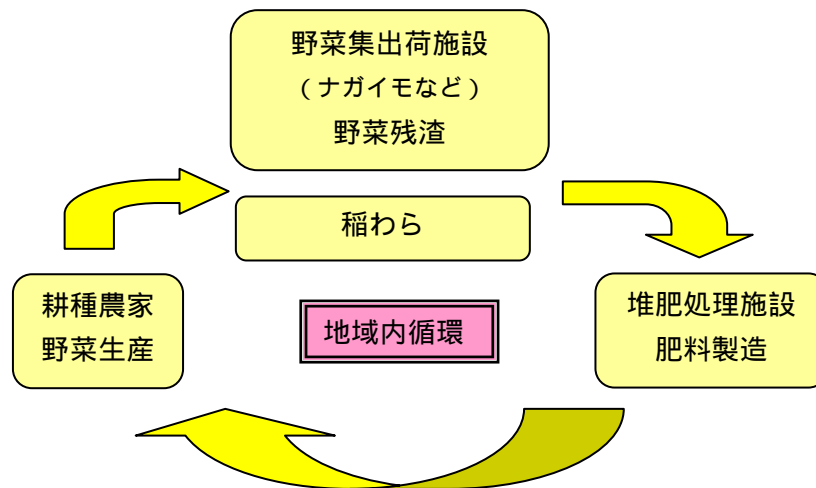 野菜集出荷施設
(ナガイモなど)
野菜残渣
稲わら
耕種農家
野菜生産
地域内循環
堆肥処理施設
肥料製造